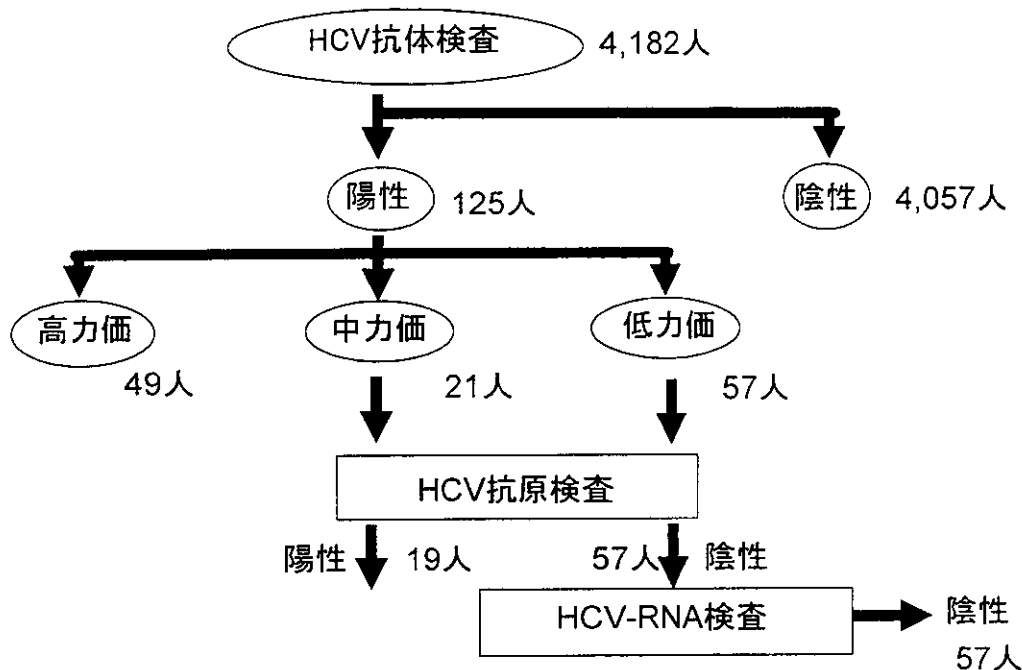 HCV抗体検査 4,182人
陽性 125人 陰性 4,057人
高力価 中力価 低力価
49人 21人 57人
HCV抗原検査
陽性 19人 57人 陰性
HCV-RNA検査 陰性
57人